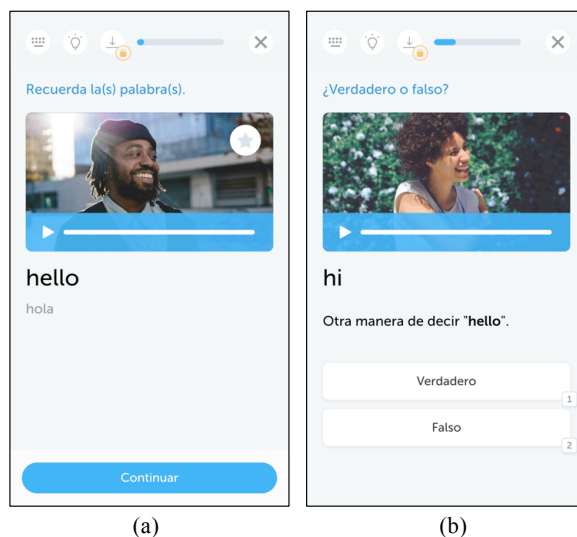 Recuerda la(s) palabra(s).
hello
hola
Continuar
(a)
¿Verdadero o falso?
hi
Otra manera de decir "hello".
Verdadero
1
Falso
2
(b)